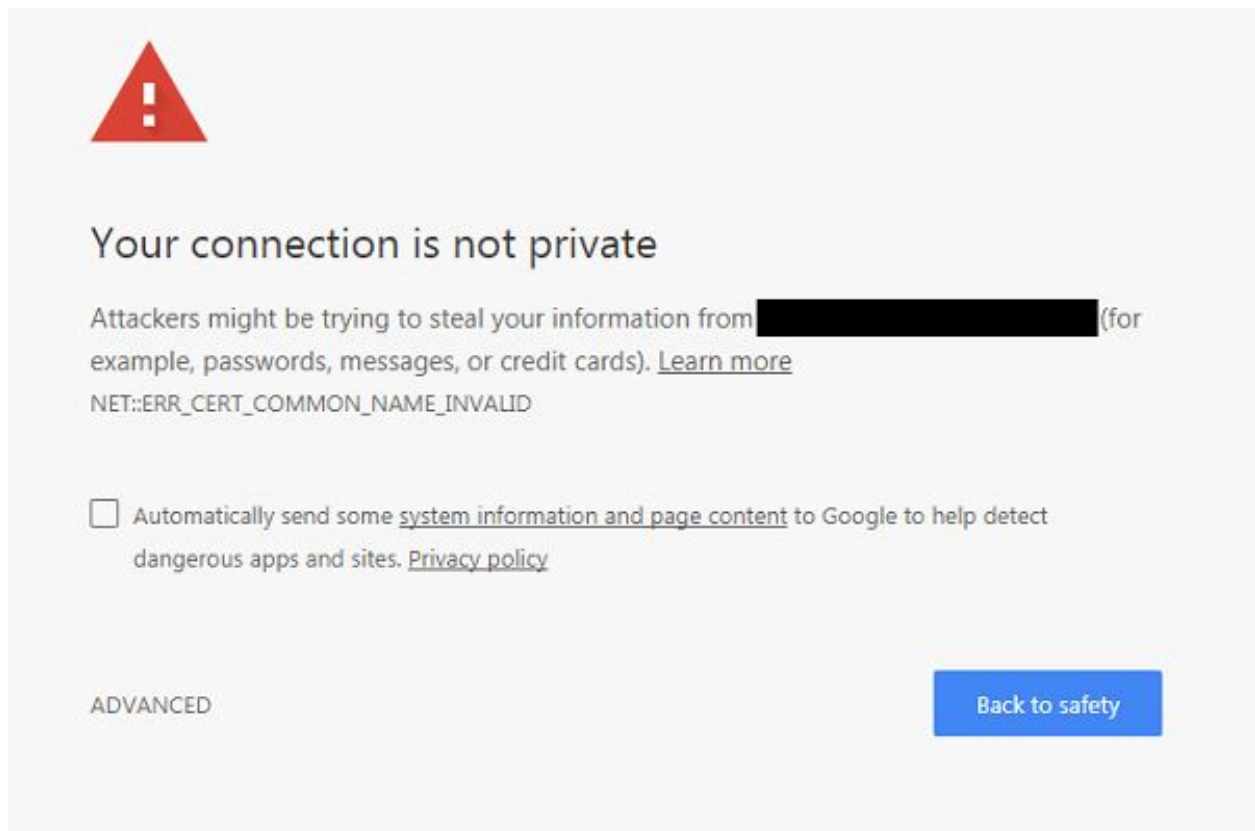 Your connection is not private
Attackers might be trying to steal your information from (for
example, passwords, messages, or credit cards). Learn more
NET::ERR_CERT_COMMON_NAME_INVALID
Automatically send some system information and page content to Google to help detect
dangerous apps and sites. Privacy policy
ADVANCED
Back to safety